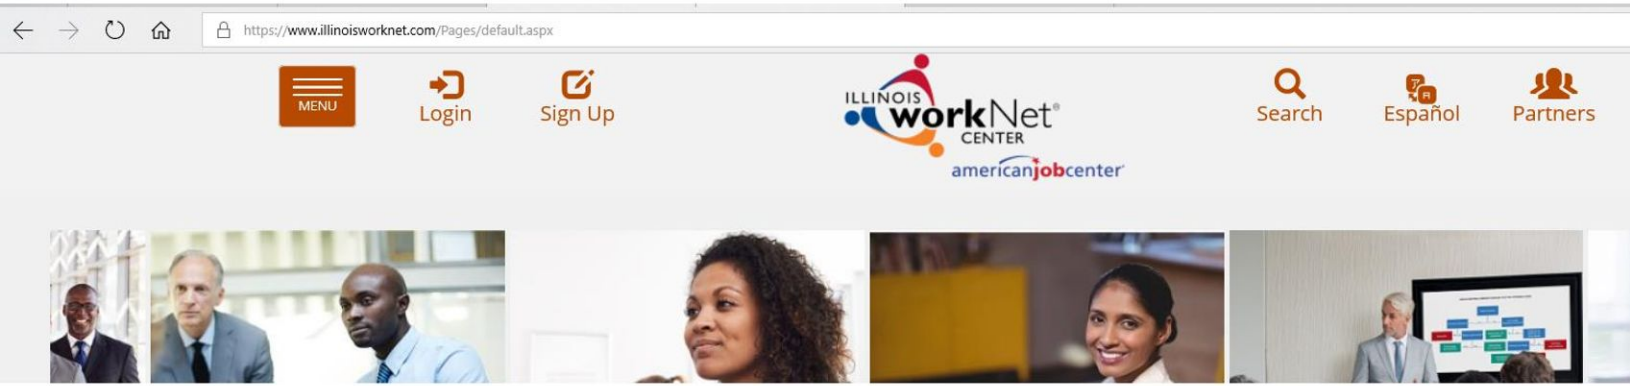 https://www.illinoisworknet.com/Pages/default.aspx
MENU
Login
Sign Up
ILLINOIS
workNet®
CENTER
americanjobcenter
Search
Español
Partners